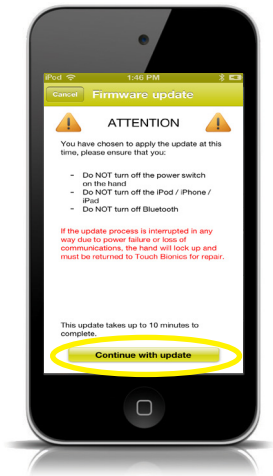 iPod 1:46 PM
Cancel Firmware update
ATTENTION
You have chosen to apply the update at this
time, please ensure that you:
- Do NOT turn off the power switch
on the hand
- Do NOT turn off the iPod / iPhone /
iPad
- Do NOT turn off Bluetooth
If the update process is interrupted in any
way due to power failure or loss of
communications, the hand will lock up and
must be returned to Touch Bionics for repair.
This update takes up to 10 minutes to
complete.
Continue with update